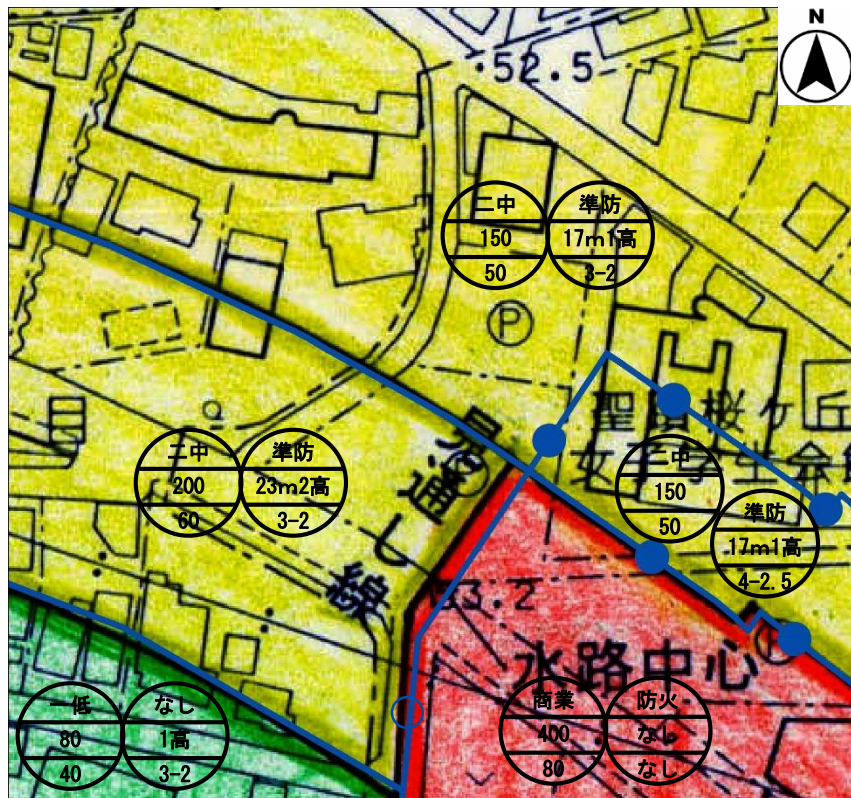 N
・52.5
二中
150
50
準防
17m1高
3-2
P
聖蹟桜ケ丘
女子学生会館
見通し線
二中
200
60
準防
23m2高
3-2
二中
150
50
準防
17m1高
4-2.5
53.2
水路中心
P
一低
80
40
なし
1高
3-2
商業
400
80
防火
なし
なし